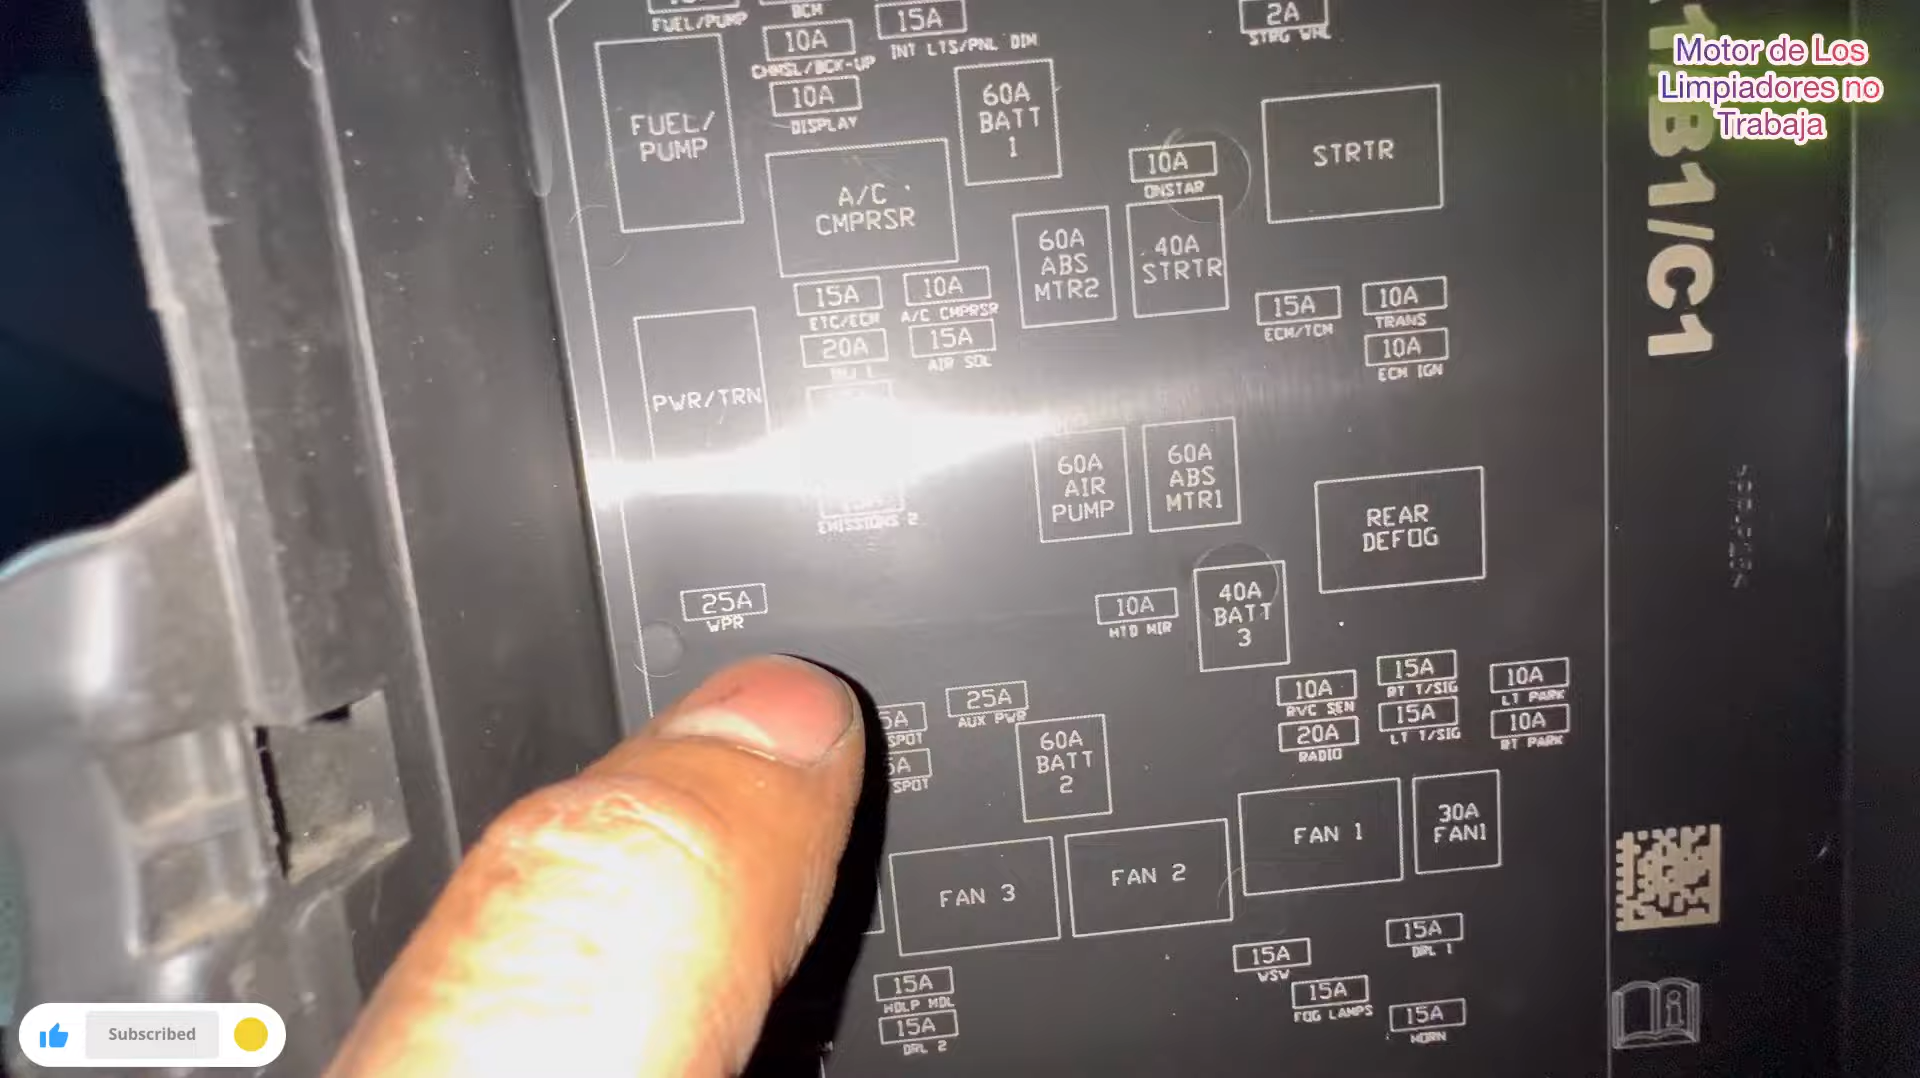 FUEL/PUMP
BCM
10A
CHMSL/BCK-UP
10A
DISPLAY
15A
INT LTS/PNL DIM
2A
STRG WHL
Motor de Los
Limpiadores no
Trabaja
FUEL/
PUMP
60A
BATT
1
A/C
CMPRSR
10A
ONSTAR
STRTR
60A
ABS
MTR2
40A
STRTR
15A
ETC/ECM
10A
A/C CMPRSR
20A
15A
AIR SOL
15A
ECM/TCM
10A
TRANS
10A
ECM IGN
B1/C1
PWR/TRN
60A
AIR
PUMP
60A
ABS
MTR1
EMISSIONS 2
REAR
DEFOG
25A
WPR
10A
HTD MIR
40A
BATT
3
SPOT
SPOT
25A
AUX PWR
60A
BATT
2
10A
RVC SEN
20A
RADIO
15A
RT T/SIG
15A
LT T/SIG
10A
LT PARK
10A
RT PARK
FAN 3
FAN 2
FAN 1
30A
FAN1
15A
HDLP MDL
15A
DRL 2
15A
WSW
15A
FOG LAMPS
15A
DRL 1
15A
HORN
Subscribed